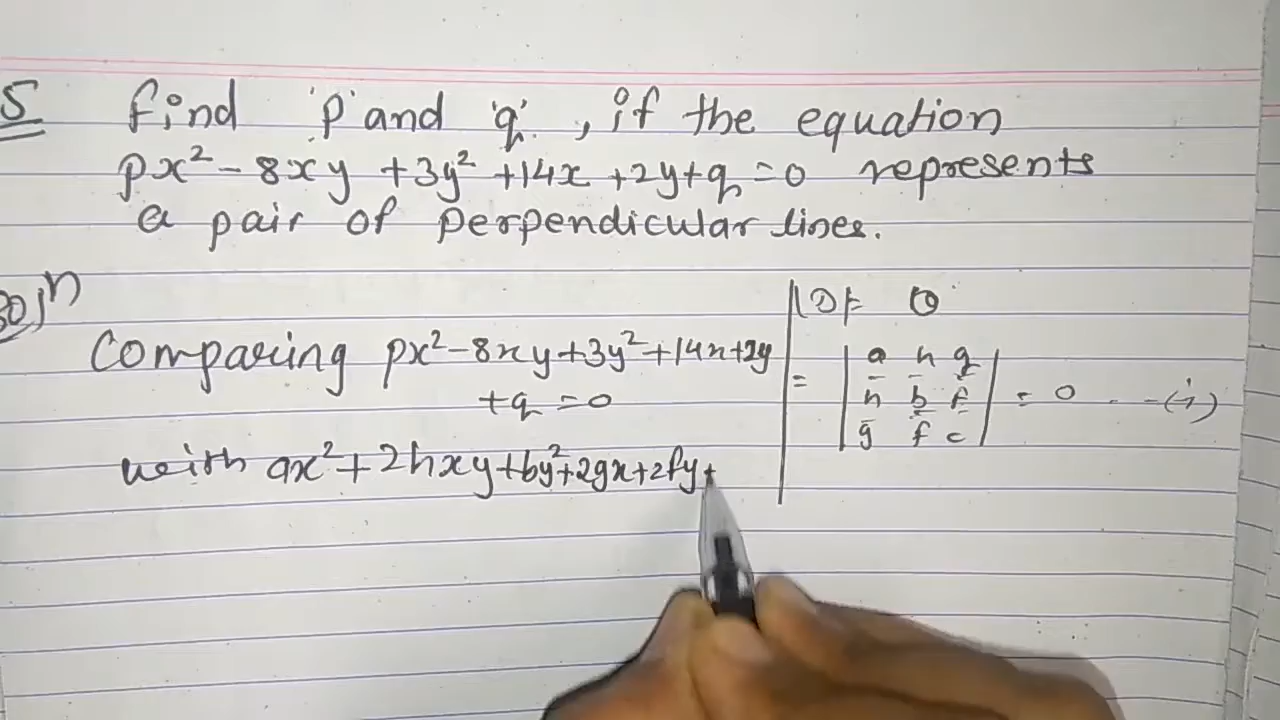 5 Find 'P' and 'q', if the equation
px² - 8xy + 3y² + 14x + 2y + q = 0 represents
a pair of perpendicular lines.
Solⁿ
Comparing px² - 8xy + 3y² + 14x + 2y
+ q = 0
with ax² + 2hxy + by² + 2gx + 2fy +
|D| = 0
= | a h g |
| h b f | = 0 - - (i)
| g f c |